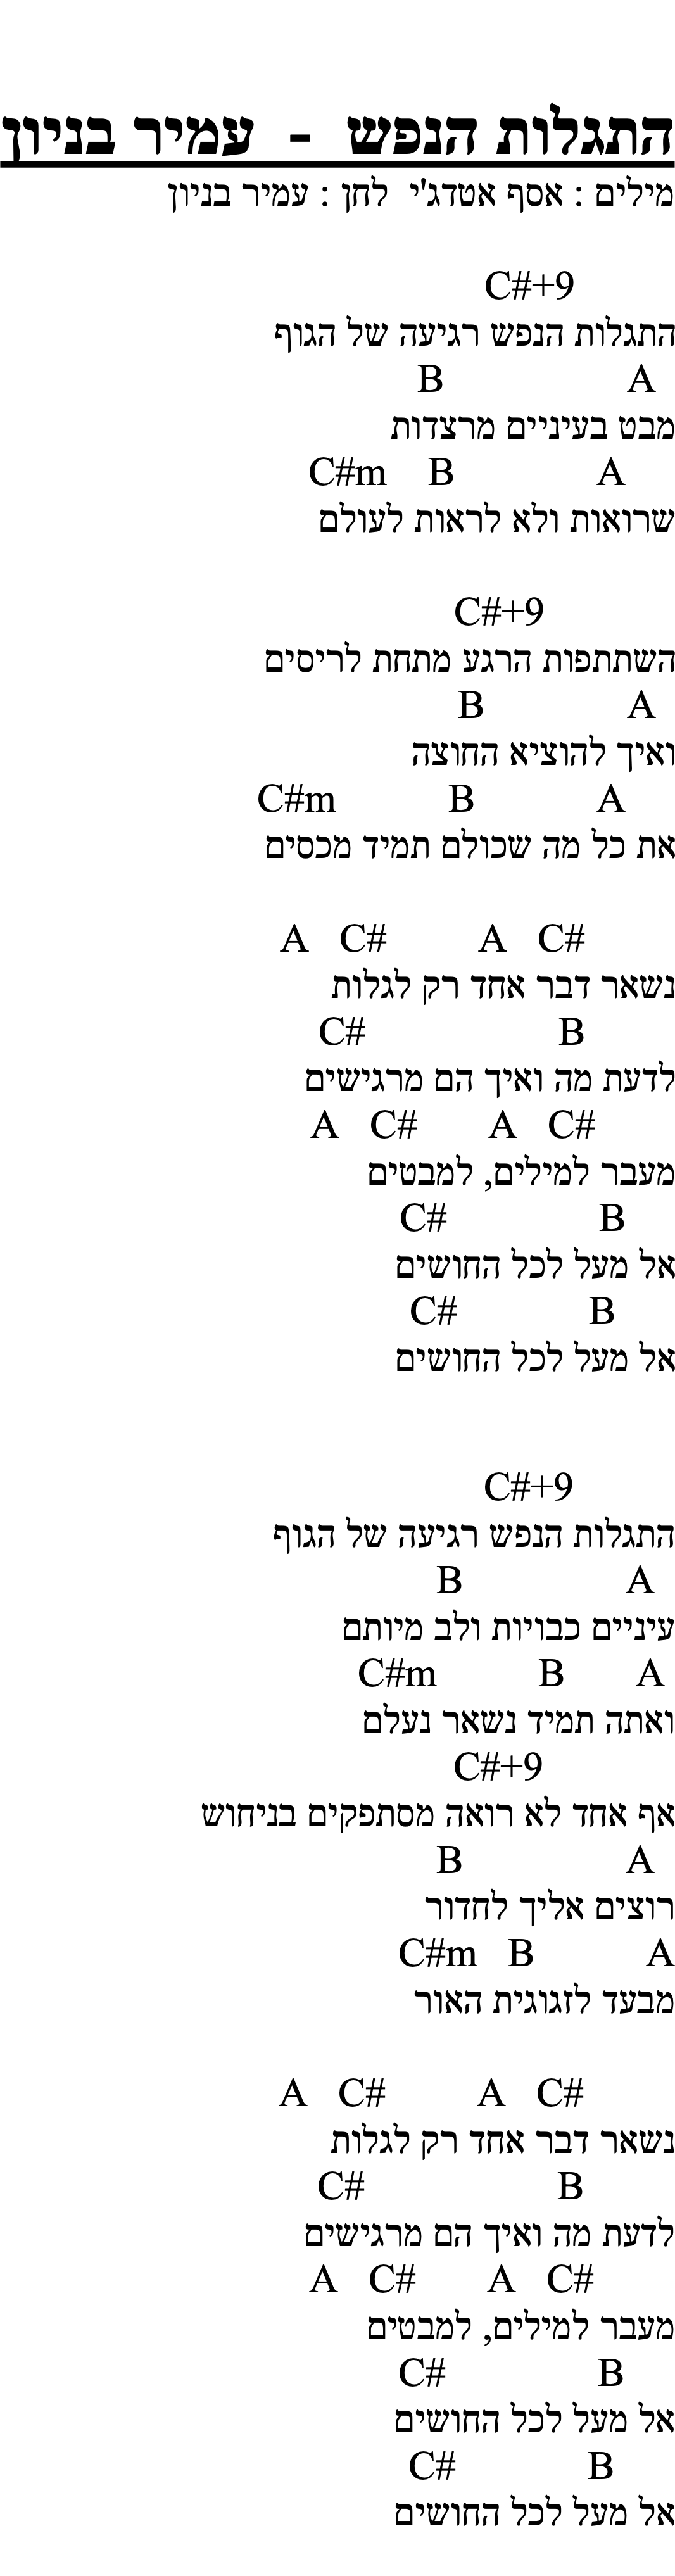 התגלות הנפש - עמיר בניון
מילים : אסף אטדג'י לחן : עמיר בניון
C#+9
התגלות הנפש רגיעה של הגוף
B A
מבט בעיניים מרצדות
C#m B A
שרואות ולא לראות לעולם
C#+9
השתתפות הרגע מתחת לריסים
B A
ואיך להוציא החוצה
C#m B A
את כל מה שכולם תמיד מכסים
A C# A C#
נשאר דבר אחד רק לגלות
C# B
לדעת מה ואיך הם מרגישים
A C# A C#
מעבר למילים, למבטים
C# B
אל מעל לכל החושים
C# B
אל מעל לכל החושים
C#+9
התגלות הנפש רגיעה של הגוף
B A
עיניים כבויות ולב מיותם
C#m B A
ואתה תמיד נשאר נעלם
C#+9
אף אחד לא רואה מסתפקים בניחוש
B A
רוצים אליך לחדור
C#m B A
מבעד לזגוגית האור
A C# A C#
נשאר דבר אחד רק לגלות
C# B
לדעת מה ואיך הם מרגישים
A C# A C#
מעבר למילים, למבטים
C# B
אל מעל לכל החושים
C# B
אל מעל לכל החושים